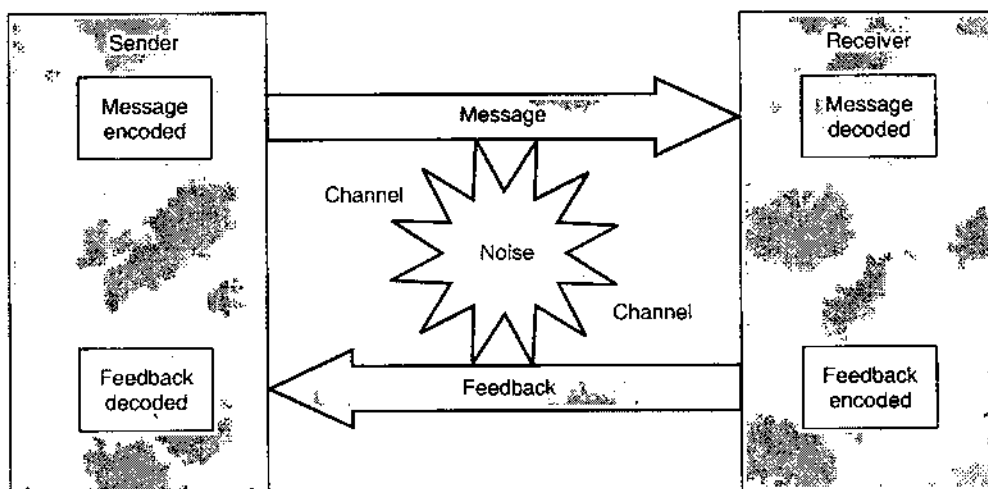 Sender
Receiver
Message
encoded
Message
Message
decoded
Channel
Noise
Channel
Feedback
decoded
Feedback
Feedback
encoded